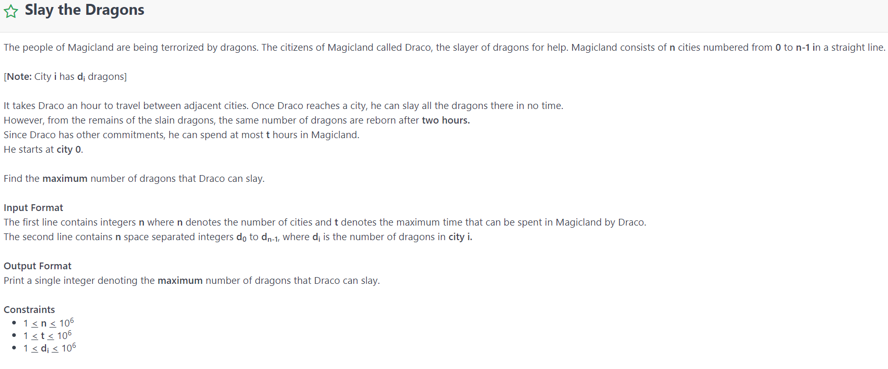 Slay the Dragons
The people of Magicland are being terrorized by dragons. The citizens of Magicland called Draco, the slayer of dragons for help. Magicland consists of n cities numbered from 0 to n-1 in a straight line.
[Note: City i has di dragons]
It takes Draco an hour to travel between adjacent cities. Once Draco reaches a city, he can slay all the dragons there in no time.
However, from the remains of the slain dragons, the same number of dragons are reborn after two hours.
Since Draco has other commitments, he can spend at most t hours in Magicland.
He starts at city 0.
Find the maximum number of dragons that Draco can slay.
Input Format
The first line contains integers n where n denotes the number of cities and t denotes the maximum time that can be spent in Magicland by Draco.
The second line contains n space separated integers d0 to dn-1, where di is the number of dragons in city i.
Output Format
Print a single integer denoting the maximum number of dragons that Draco can slay.
Constraints
• 1 ≤ n ≤ 10⁶
• 1 ≤ t ≤ 10⁶
• 1 ≤ di ≤ 10⁶